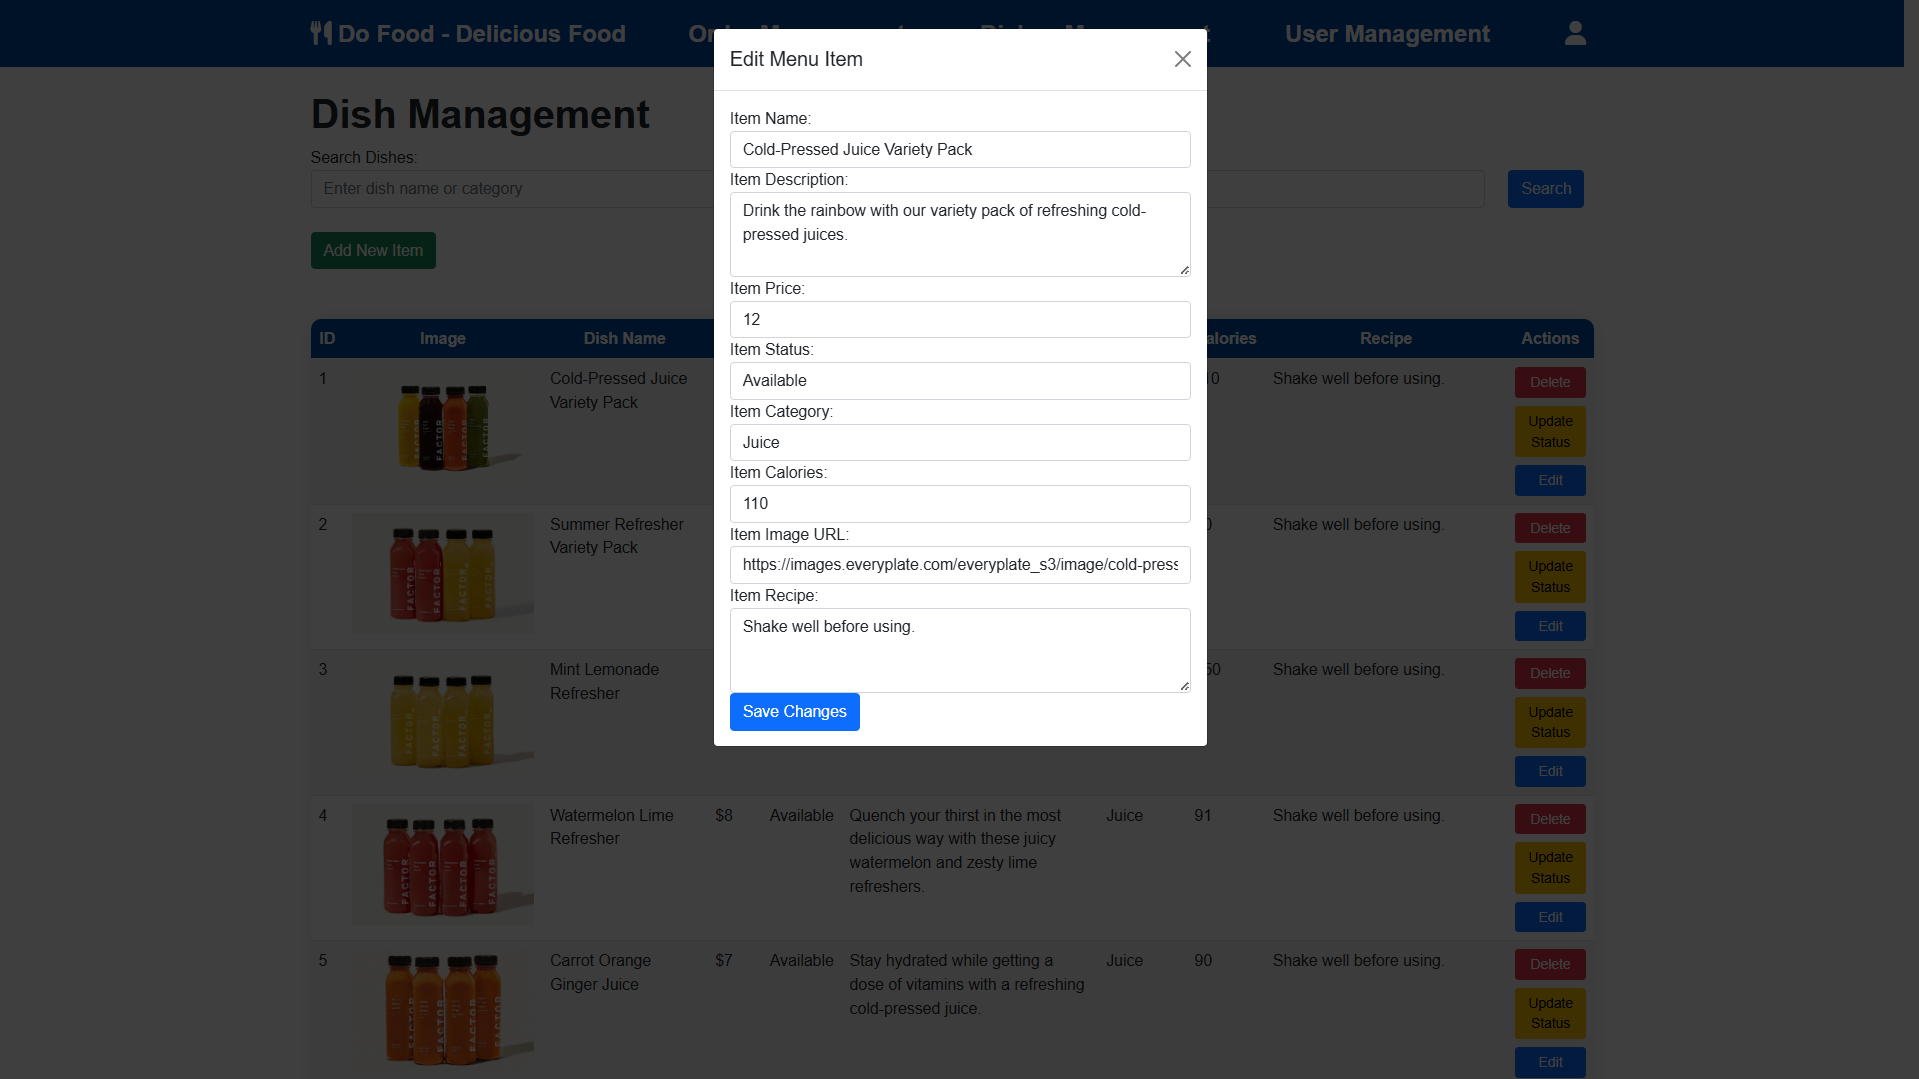 Do Food - Delicious Food
User Management
Edit Menu Item
Dish Management
Search Dishes:
Enter dish name or category
Search
Add New Item
Item Name:
Cold-Pressed Juice Variety Pack
Item Description:
Drink the rainbow with our variety pack of refreshing cold-
pressed juices.
Item Price:
12
Item Status:
Available
Item Category:
Juice
Item Calories:
110
Item Image URL:
https://images.everyplate.com/everyplate_s3/image/cold-press
Item Recipe:
Shake well before using.
Save Changes
ID Image Dish Name alories Recipe Actions
1 Cold-Pressed Juice
Variety Pack
10 Shake well before using.
Delete
Update
Status
Edit
2 Summer Refresher
Variety Pack
0 Shake well before using.
Delete
Update
Status
Edit
3 Mint Lemonade
Refresher
50 Shake well before using.
Delete
Update
Status
Edit
4 Watermelon Lime
Refresher
$8 Available
Quench your thirst in the most
delicious way with these juicy
watermelon and zesty lime
refreshers.
Juice 91 Shake well before using.
Delete
Update
Status
Edit
5 Carrot Orange
Ginger Juice
$7 Available
Stay hydrated while getting a
dose of vitamins with a refreshing
cold-pressed juice.
Juice 90 Shake well before using.
Delete
Update
Status
Edit
FACTOR
FACTOR
FACTOR
FACTOR
FACTOR